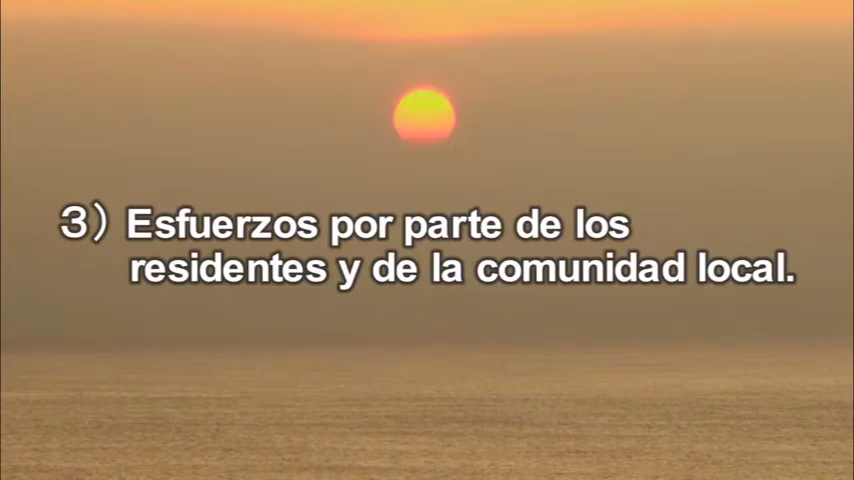 3) Esfuerzos por parte de los
residentes y de la comunidad local.